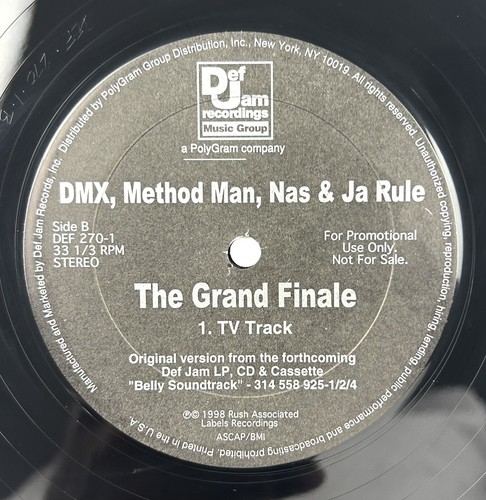 Manufactured and Marketed by Def Jam Records, Inc. Distributed by PolyGram Group Distribution, Inc., New York, NY 10019. All rights reserved. Unauthorized copying, reproduction, hiring, lending, public performance and broadcasting prohibited. Printed in the U.S.A.
Def
Jam
recordings
Music Group
a PolyGram company
DMX, Method Man, Nas & Ja Rule
Side B
DEF 270-1
33 1/3 RPM
STEREO
For Promotional
Use Only.
Not For Sale.
The Grand Finale
1. TV Track
Original version from the forthcoming
Def Jam LP, CD & Cassette
"Belly Soundtrack" - 314 558 925-1/2/4
℗© 1998 Rush Associated
Labels Recordings
ASCAP/BMI